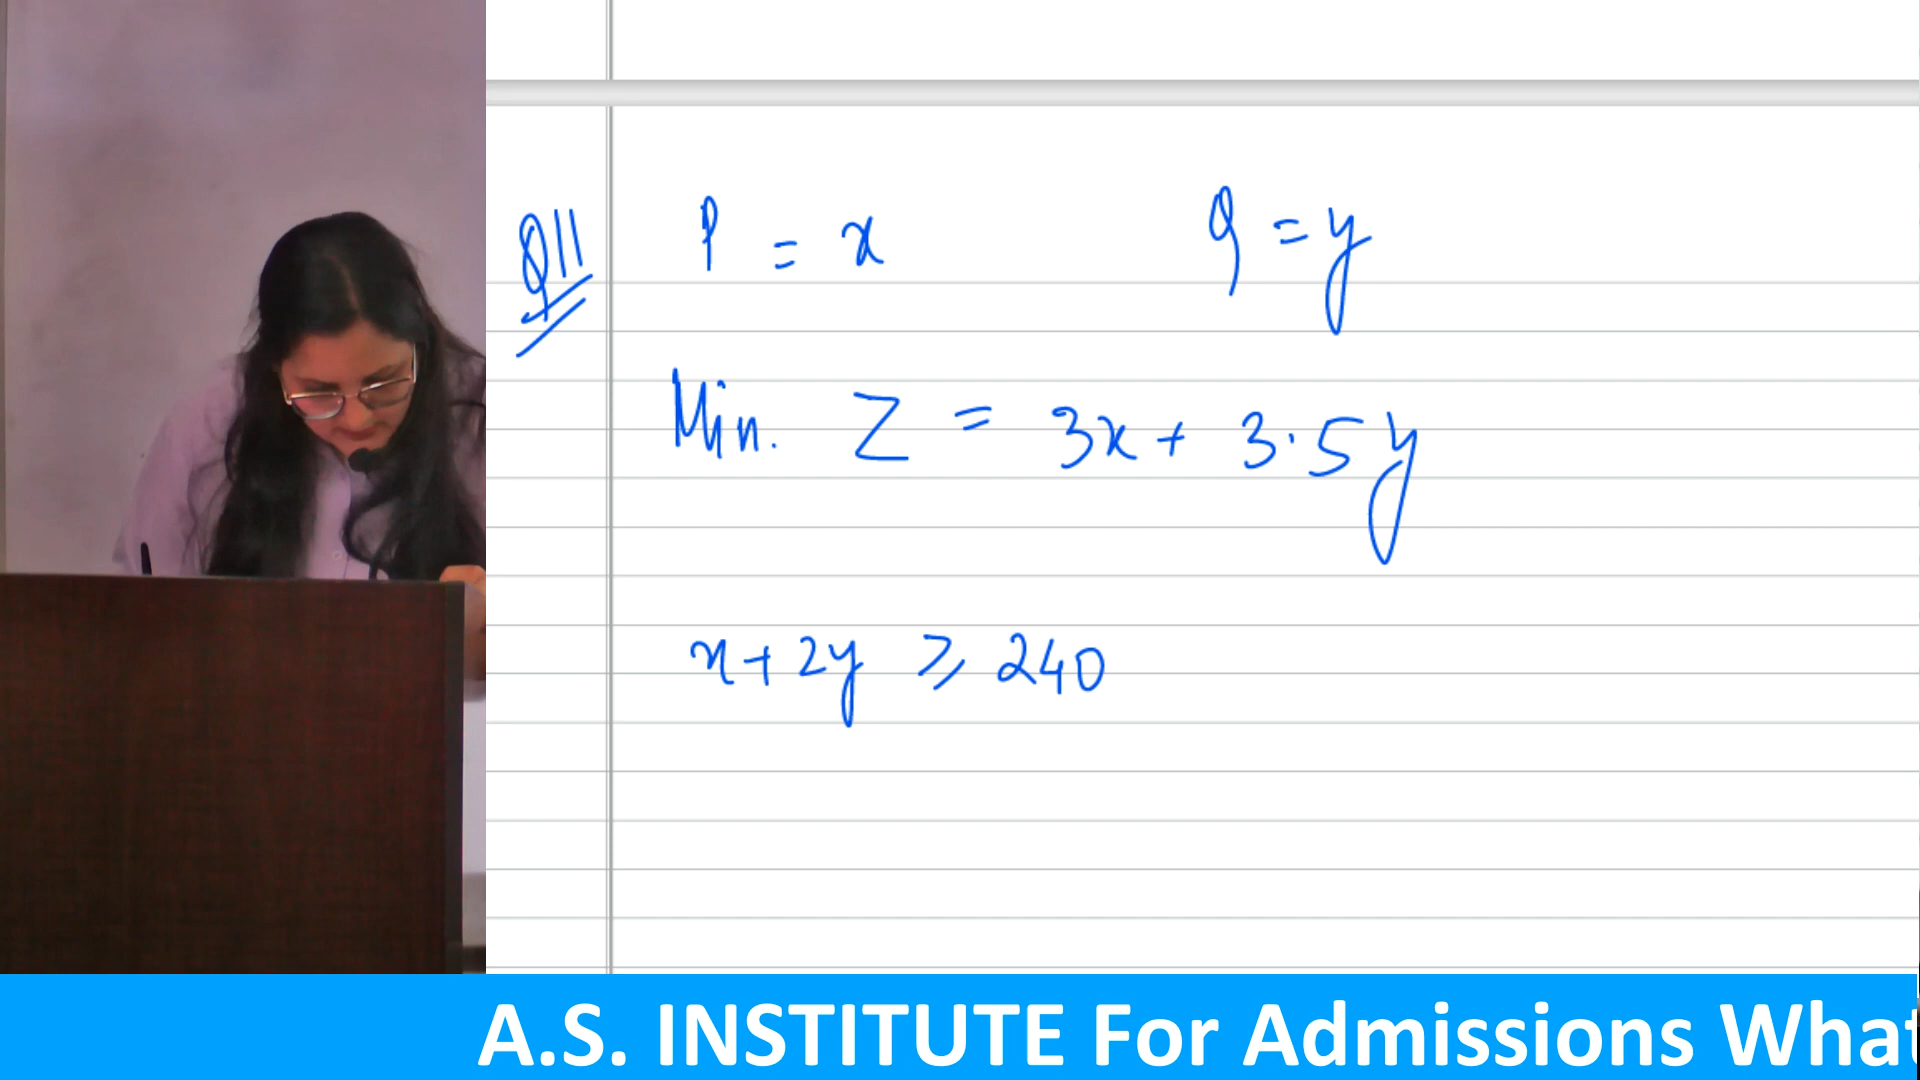 Q11 P = x Q = y
Min. Z = 3x + 3.5y
x + 2y ≥ 240
A.S. INSTITUTE For Admissions What